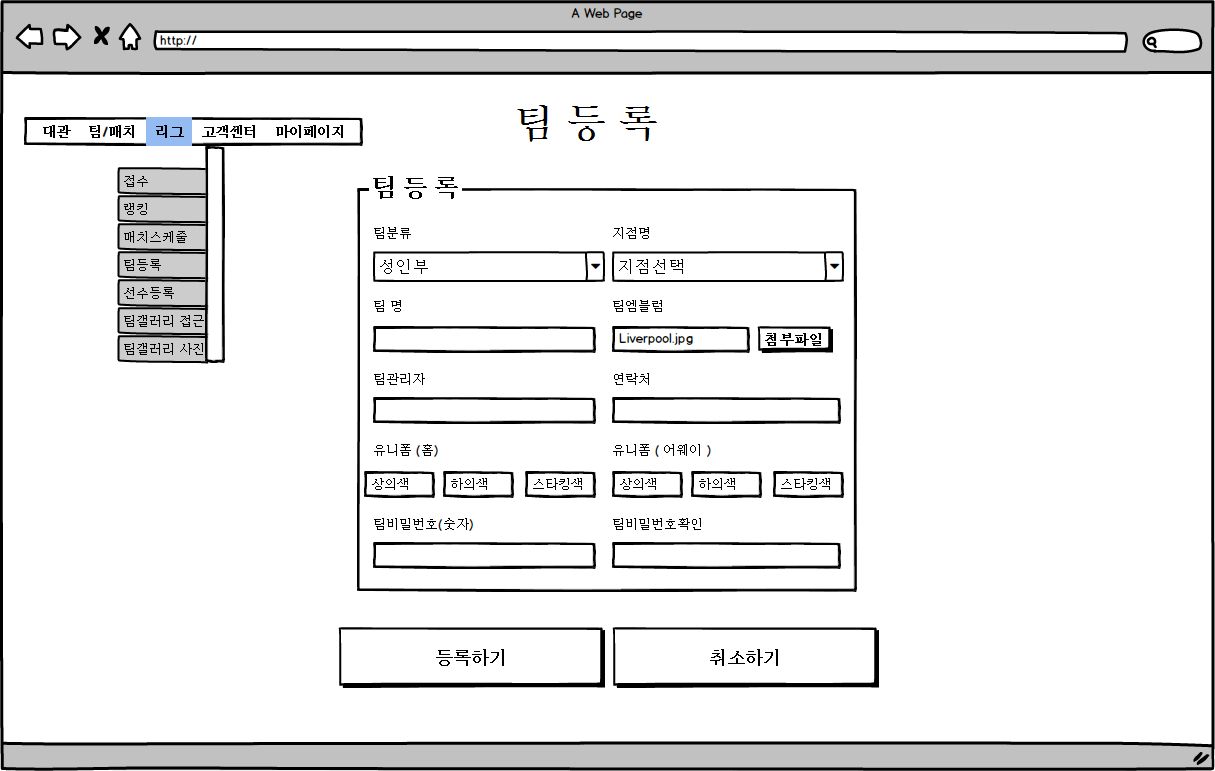 A Web Page
http://
팀 등 록
대관 팀/매치 리그 고객센터 마이페이지
접수
랭킹
매치스케줄
팀등록
선수등록
팀갤러리 접근
팀갤러리 사진
팀 등 록
팀분류 지점명
성인부 지점선택
팀 명 팀엠블럼
Liverpool.jpg 첨부파일
팀관리자 연락처
유니폼 (홈) 유니폼 ( 어웨이 )
상의색 하의색 스타킹색 상의색 하의색 스타킹색
팀비밀번호(숫자) 팀비밀번호확인
등록하기 취소하기